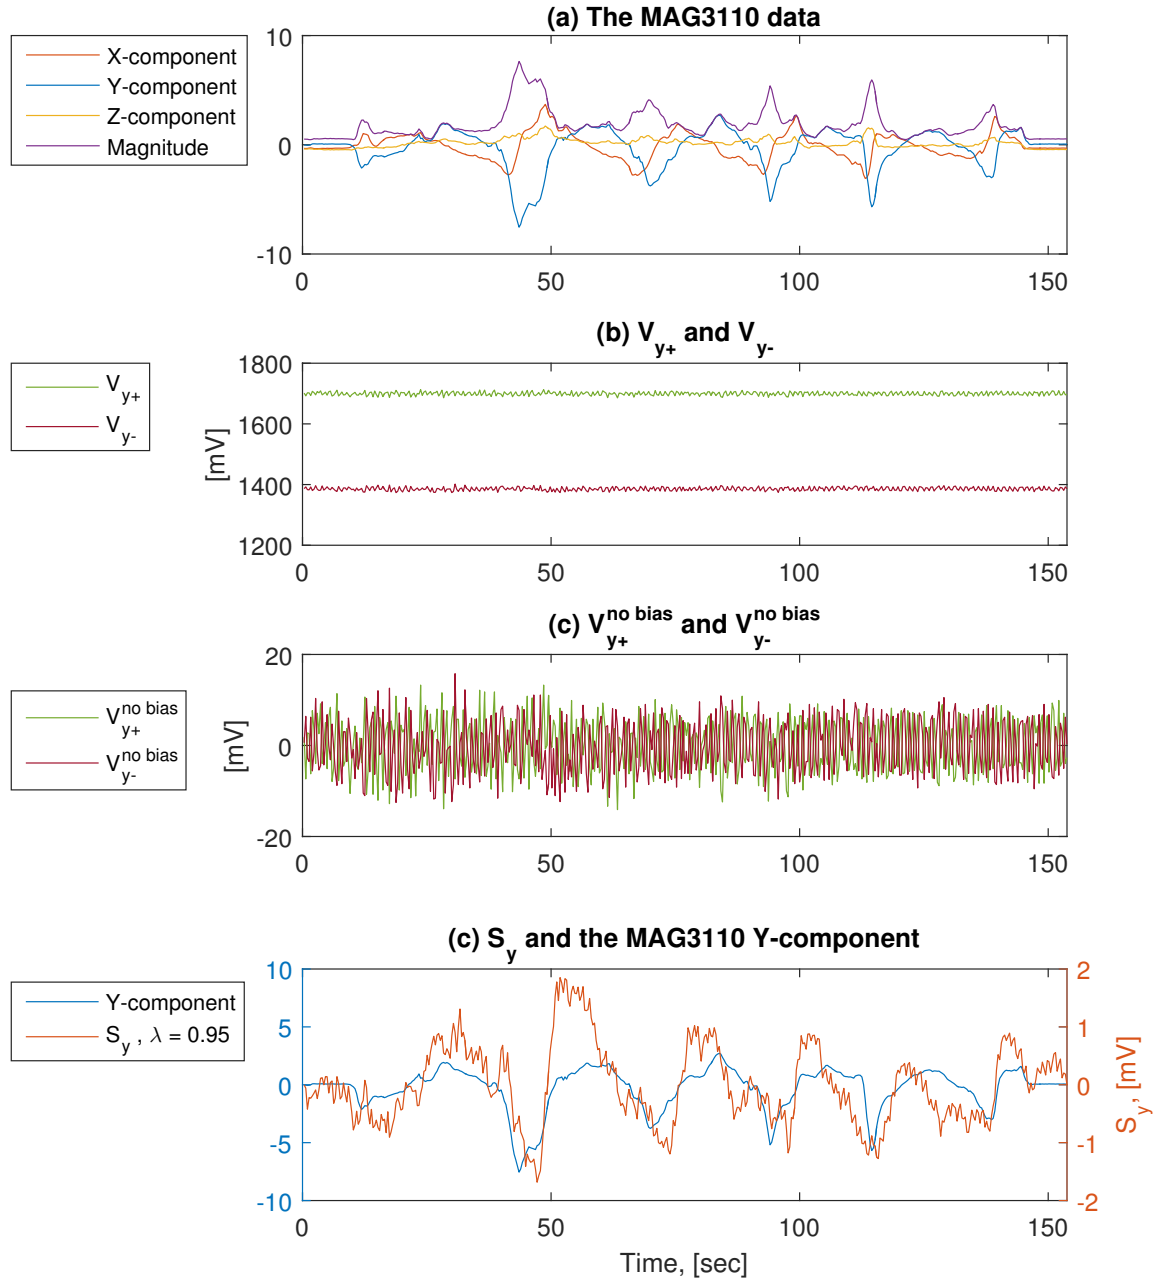 (a) The MAG3110 data
X-component
Y-component
Z-component
Magnitude
10
0
-10
0 50 100 150
(b) Vy+ and Vy-
Vy+
Vy-
[mV]
1800
1600
1400
1200
0 50 100 150
(c) Vy+no bias and Vy-no bias
Vy+no bias
Vy-no bias
[mV]
20
0
-20
0 50 100 150
(c) Sy and the MAG3110 Y-component
Y-component
Sy , λ = 0.95
10
5
0
-5
-10
2
1
0
-1
-2
Sy, [mV]
0 50 100 150
Time, [sec]